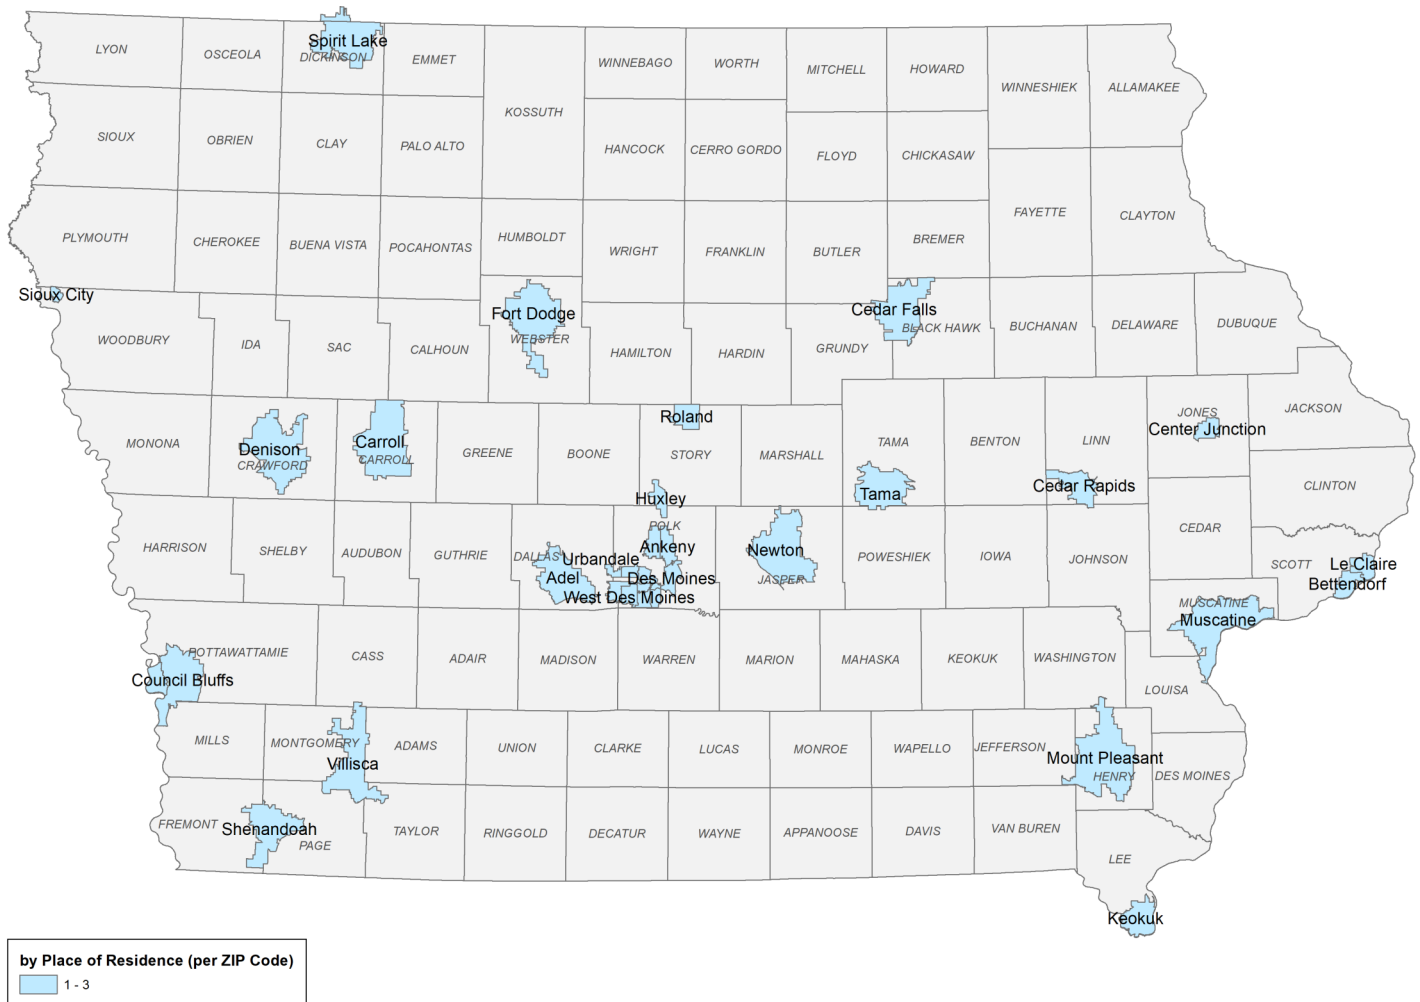 LYON
OSCEOLA
Spirit Lake
DICKINSON
EMMET
KOSSUTH
WINNEBAGO
WORTH
MITCHELL
HOWARD
WINNESHIEK
ALLAMAKEE
SIOUX
OBRIEN
CLAY
PALO ALTO
HANCOCK
CERRO GORDO
FLOYD
CHICKASAW
FAYETTE
CLAYTON
PLYMOUTH
CHEROKEE
BUENA VISTA
POCAHONTAS
HUMBOLDT
WRIGHT
FRANKLIN
BUTLER
BREMER
Sioux City
Fort Dodge
Cedar Falls
WOODBURY
IDA
SAC
CALHOUN
WEBSTER
HAMILTON
HARDIN
GRUNDY
BLACK HAWK
BUCHANAN
DELAWARE
DUBUQUE
MONONA
Denison
CRAWFORD
Carroll
CARROLL
GREENE
BOONE
Roland
STORY
MARSHALL
TAMA
Tama
BENTON
LINN
Cedar Rapids
JONES
Center Junction
JACKSON
CLINTON
Huxley
HARRISON
SHELBY
AUDUBON
GUTHRIE
DALLAS
Adel
Urbandale
POLK
Ankeny
Des Moines
West Des Moines
Newton
JASPER
POWESHIEK
IOWA
JOHNSON
CEDAR
SCOTT
Le Claire
Bettendorf
MUSCATINE
Muscatine
POTTAWATTAMIE
Council Bluffs
CASS
ADAIR
MADISON
WARREN
MARION
MAHASKA
KEOKUK
WASHINGTON
LOUISA
MILLS
MONTGOMERY
Villisca
ADAMS
UNION
CLARKE
LUCAS
MONROE
WAPELLO
JEFFERSON
Mount Pleasant
HENRY
DES MOINES
FREMONT
Shenandoah
PAGE
TAYLOR
RINGGOLD
DECATUR
WAYNE
APPANOOSE
DAVIS
VAN BUREN
LEE
Keokuk
by Place of Residence (per ZIP Code)
1 - 3